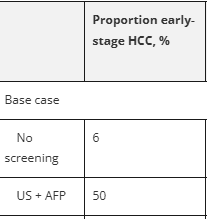 Proportion early-
stage HCC, %
Base case
No
screening
6
US + AFP
50